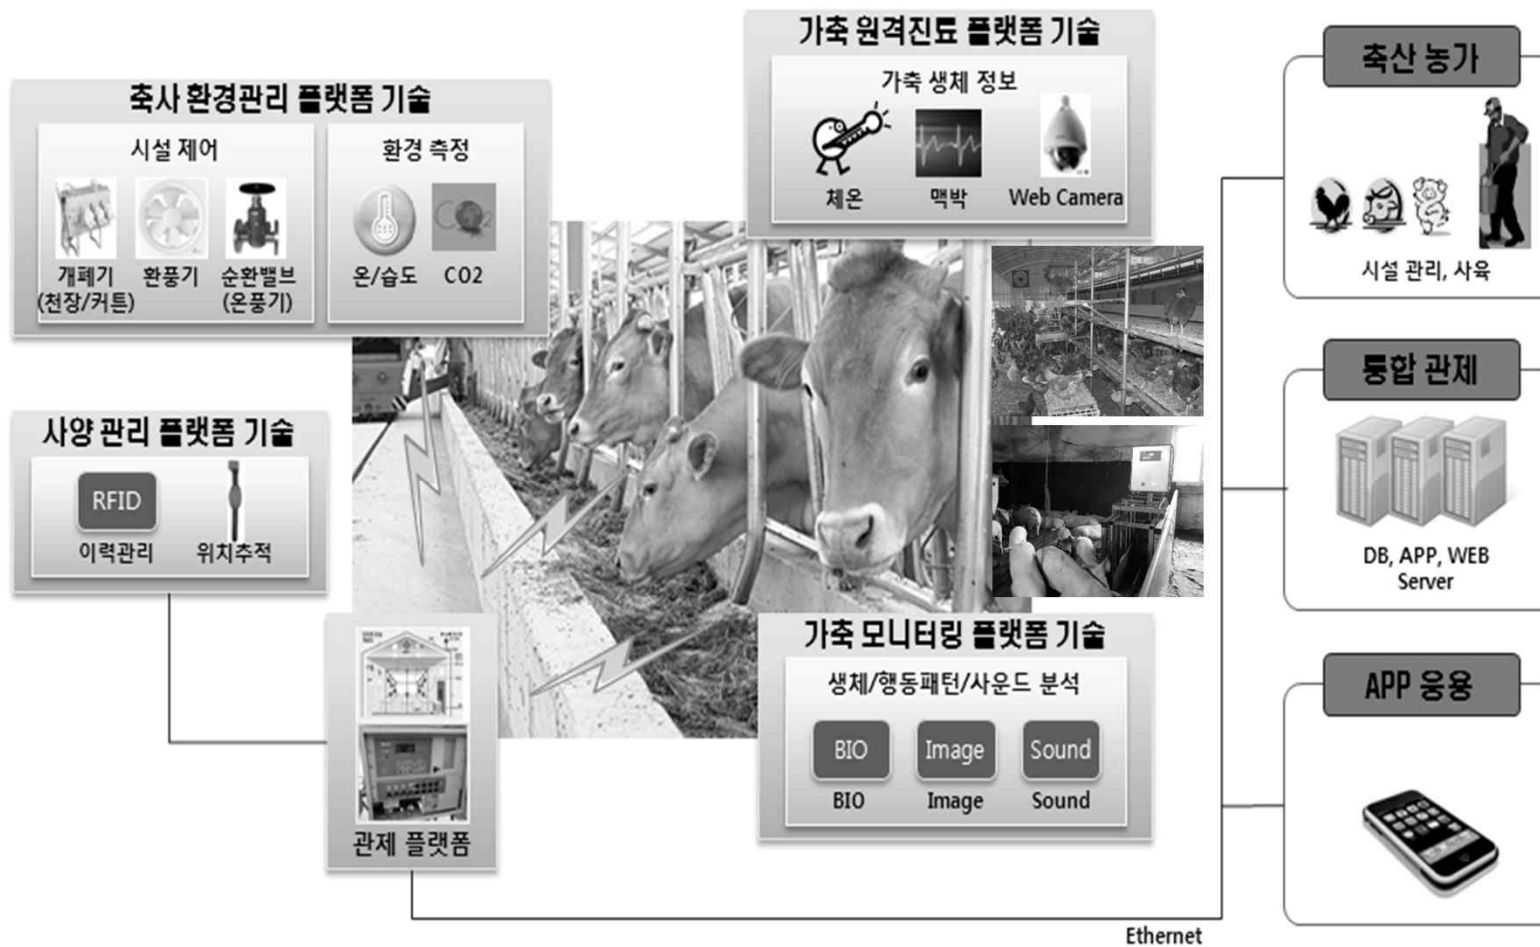 축사 환경관리 플랫폼 기술
시설 제어
개폐기
(천장/커튼)
환풍기
순환밸브
(온풍기)
환경 측정
온/습도
CO2
가축 원격진료 플랫폼 기술
가축 생체 정보
체온
맥박
Web Camera
사양 관리 플랫폼 기술
RFID
이력관리
위치추적
관제 플랫폼
가축 모니터링 플랫폼 기술
생체/행동패턴/사운드 분석
BIO
Image
Sound
BIO
Image
Sound
Ethernet
축산 농가
시설 관리, 사육
통합 관제
DB, APP, WEB
Server
APP 응용